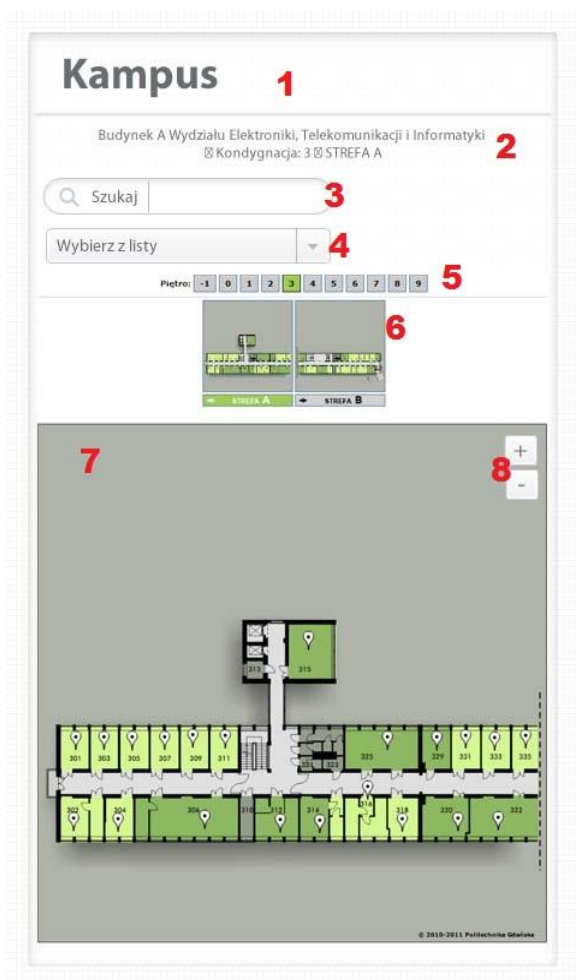 Kampus
1
Budynek A Wydziału Elektroniki, Telekomunikacji i Informatyki
Kondygnacja: 3 STREFA A
2
Szukaj
3
Wybierz z listy
4
Piętro: -1 0 1 2 3 4 5 6 7 8 9
5
6
STREFA A STREFA B
7
+
8
-
313 315
301 303 305 307 309 311 321 323 325 329 331 333 335
302 304 306 310 312 314 316 318 320 322
© 2010-2011 Politechnika Gdańska